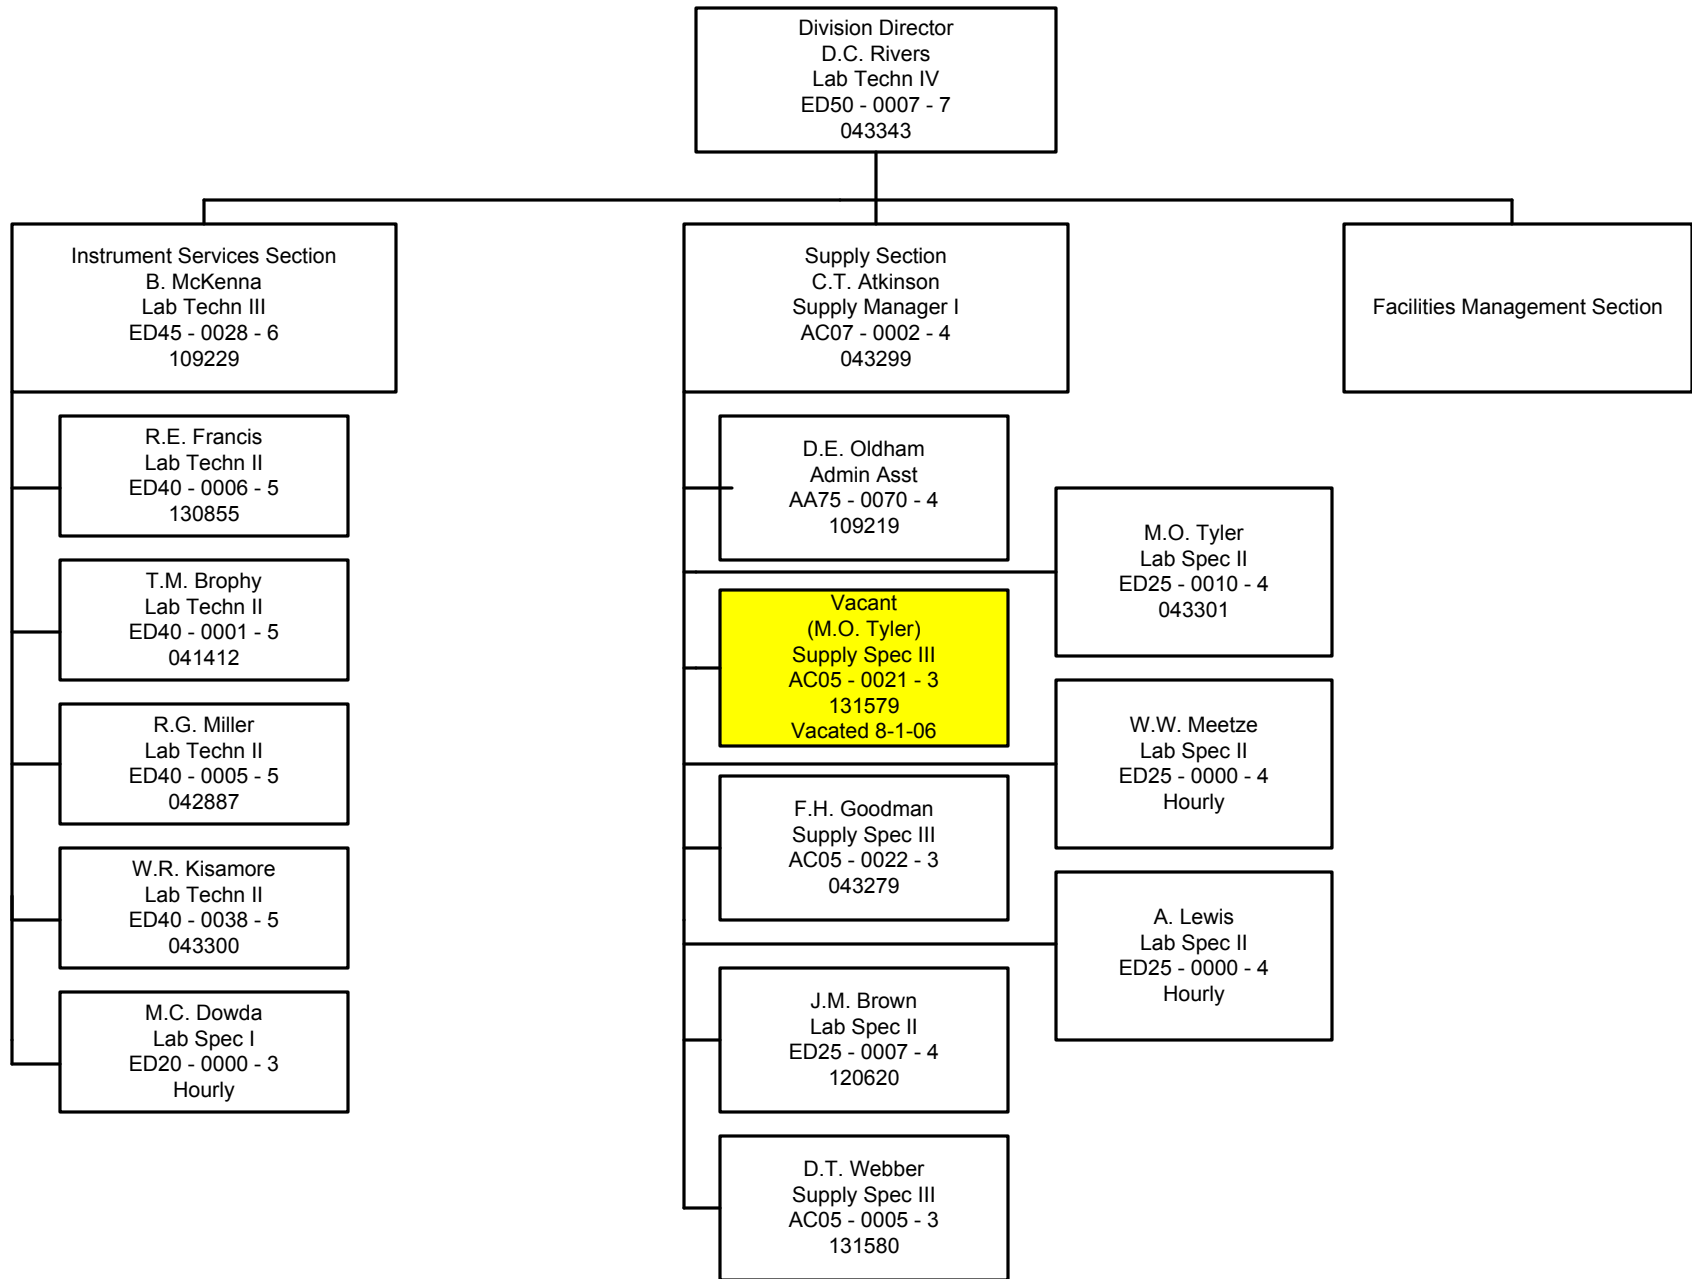 Division Director
D.C. Rivers
Lab Techn IV
ED50 - 0007 - 7
043343
Instrument Services Section
B. McKenna
Lab Techn III
ED45 - 0028 - 6
109229
Supply Section
C.T. Atkinson
Supply Manager I
AC07 - 0002 - 4
043299
Facilities Management Section
R.E. Francis
Lab Techn II
ED40 - 0006 - 5
130855
T.M. Brophy
Lab Techn II
ED40 - 0001 - 5
041412
R.G. Miller
Lab Techn II
ED40 - 0005 - 5
042887
W.R. Kisamore
Lab Techn II
ED40 - 0038 - 5
043300
M.C. Dowda
Lab Spec I
ED20 - 0000 - 3
Hourly
D.E. Oldham
Admin Asst
AA75 - 0070 - 4
109219
Vacant
(M.O. Tyler)
Supply Spec III
AC05 - 0021 - 3
131579
Vacated 8-1-06
F.H. Goodman
Supply Spec III
AC05 - 0022 - 3
043279
J.M. Brown
Lab Spec II
ED25 - 0007 - 4
120620
D.T. Webber
Supply Spec III
AC05 - 0005 - 3
131580
M.O. Tyler
Lab Spec II
ED25 - 0010 - 4
043301
W.W. Meetze
Lab Spec II
ED25 - 0000 - 4
Hourly
A. Lewis
Lab Spec II
ED25 - 0000 - 4
Hourly